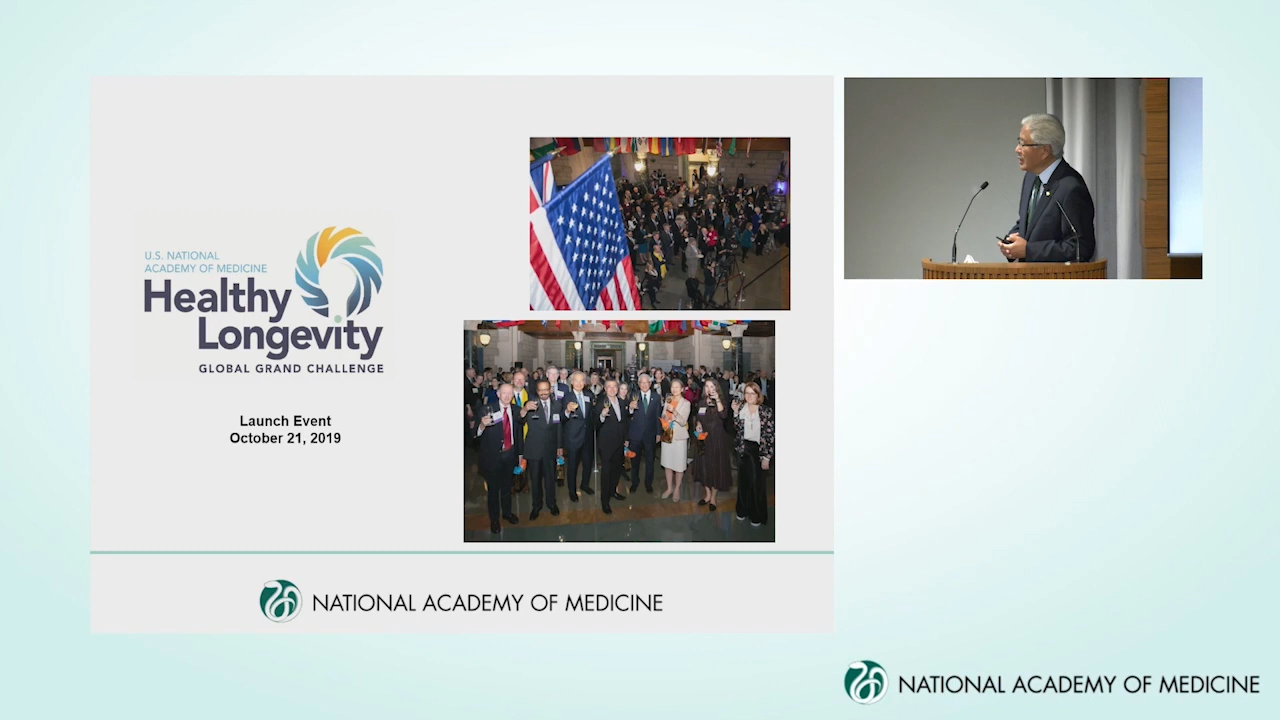 U.S. NATIONAL
ACADEMY OF MEDICINE
Healthy
Longevity
GLOBAL GRAND CHALLENGE
Launch Event
October 21, 2019
NATIONAL ACADEMY OF MEDICINE
NATIONAL ACADEMY OF MEDICINE